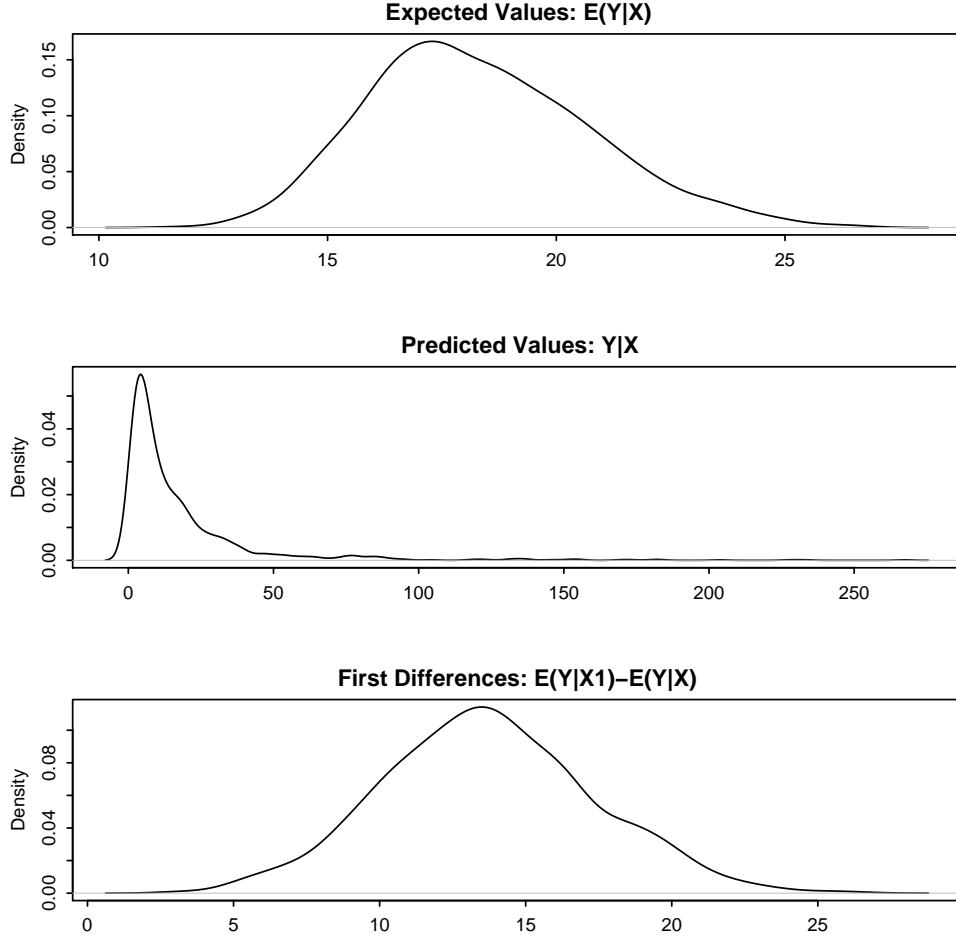 Expected Values: E(Y|X)
Density
0.00 0.05 0.10 0.15
10 15 20 25
Predicted Values: Y|X
Density
0.00 0.02 0.04
0 50 100 150 200 250
First Differences: E(Y|X1)−E(Y|X)
Density
0.00 0.04 0.08
0 5 10 15 20 25